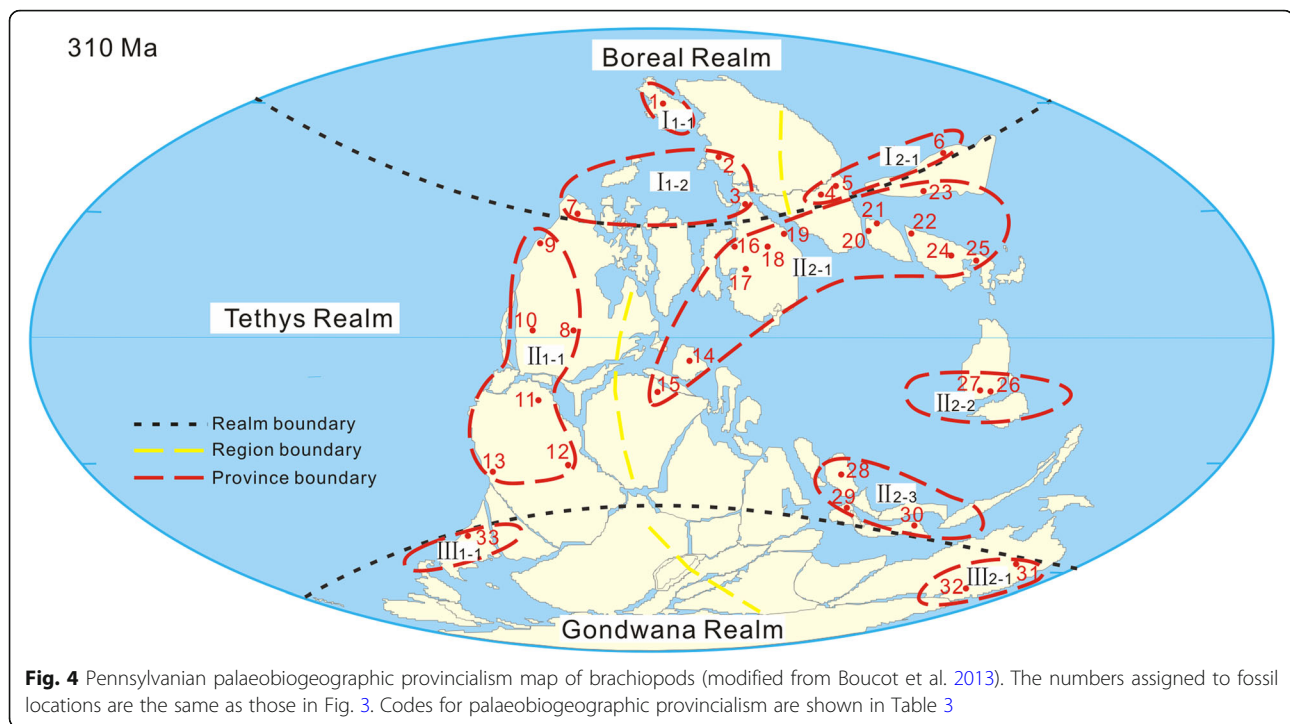 310 Ma
Boreal Realm
1
I1-1
2
I1-2
3
7
6
I2-1
5
4
23
21
22
20
19
16
18
II2-1
24
25
17
9
Tethys Realm
10
8
II1-1
14
15
27
26
II2-2
11
12
13
28
29
II2-3
30
Realm boundary
Region boundary
Province boundary
33
III1-1
31
32
III2-1
Gondwana Realm
Fig. 4 Pennsylvanian palaeobiogeographic provincialism map of brachiopods (modified from Boucot et al. 2013). The numbers assigned to fossil
locations are the same as those in Fig. 3. Codes for palaeobiogeographic provincialism are shown in Table 3